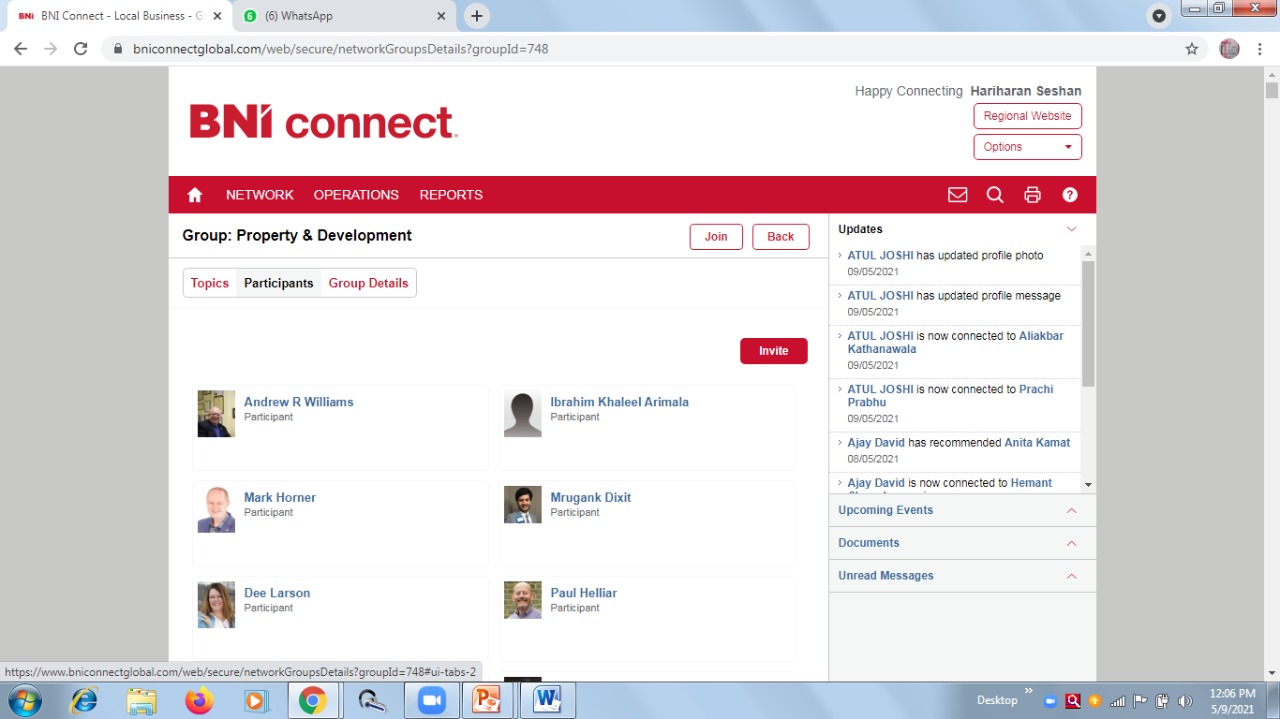 BNI BNI Connect - Local Business - G
6 (6) WhatsApp
bniconnectglobal.com/web/secure/networkGroupsDetails?groupId=748
Happy Connecting Hariharan Seshan
BNI connect.
Regional Website
Options
NETWORK OPERATIONS REPORTS
?
Group: Property & Development
Join
Back
Topics Participants Group Details
Invite
Andrew R Williams
Participant
Ibrahim Khaleel Arimala
Participant
Mark Horner
Participant
Mrugank Dixit
Participant
Dee Larson
Participant
Paul Helliar
Participant
Updates
ATUL JOSHI has updated profile photo
09/05/2021
ATUL JOSHI has updated profile message
09/05/2021
ATUL JOSHI is now connected to Aliakbar
Kathanawala
09/05/2021
ATUL JOSHI is now connected to Prachi
Prabhu
09/05/2021
Ajay David has recommended Anita Kamat
08/05/2021
Ajay David is now connected to Hemant
Upcoming Events
Documents
Unread Messages
https://www.bniconnectglobal.com/web/secure/networkGroupsDetails?groupId=748#ui-tabs-2
Desktop
12:06 PM
5/9/2021